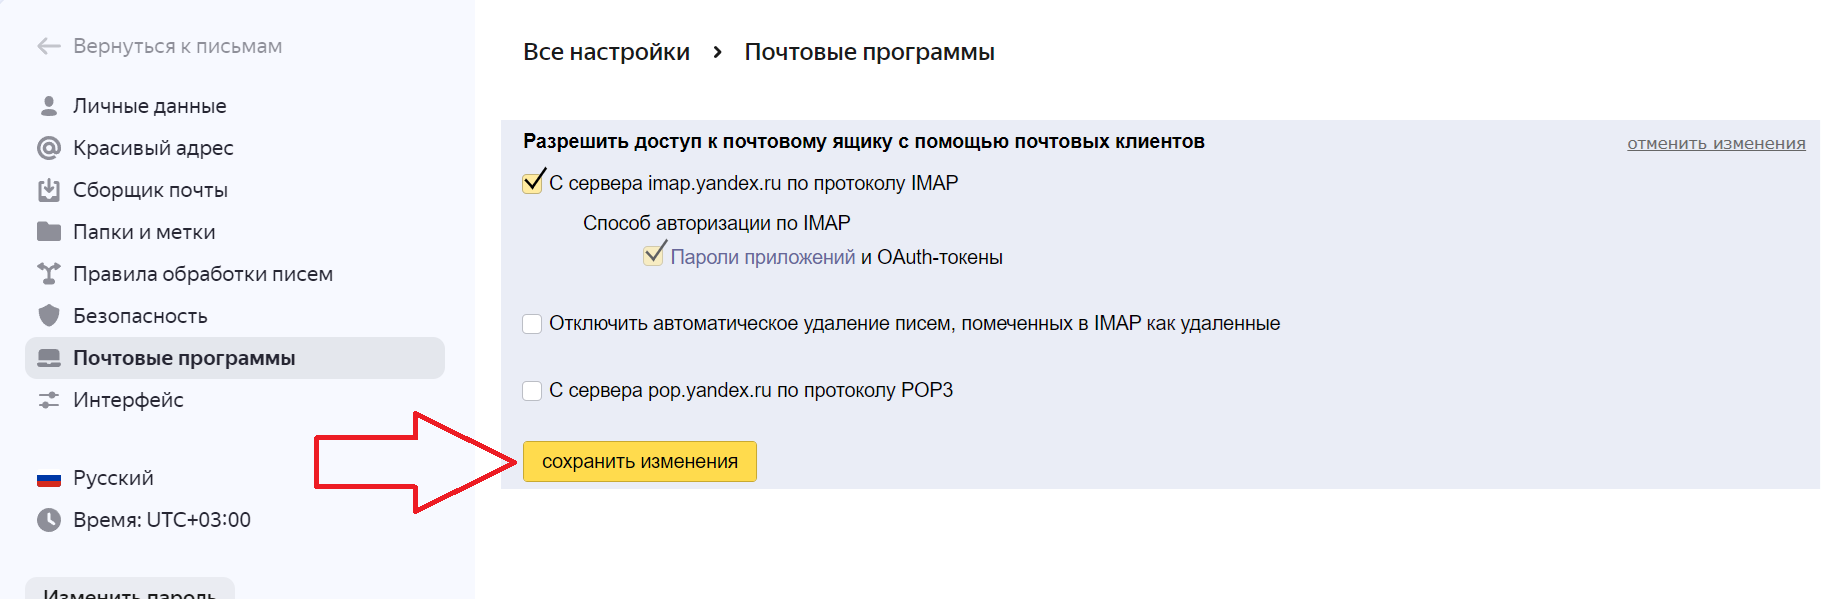 Вернуться к письмам
Личные данные
Красивый адрес
Сборщик почты
Папки и метки
Правила обработки писем
Безопасность
Почтовые программы
Интерфейс
Русский
Время: UTC+03:00
Изменить пароль
Все настройки › Почтовые программы
Разрешить доступ к почтовому ящику с помощью почтовых клиентов
отменить изменения
С сервера imap.yandex.ru по протоколу IMAP
Способ авторизации по IMAP
Пароли приложений и OAuth-токены
Отключить автоматическое удаление писем, помеченных в IMAP как удаленные
С сервера pop.yandex.ru по протоколу POP3
сохранить изменения